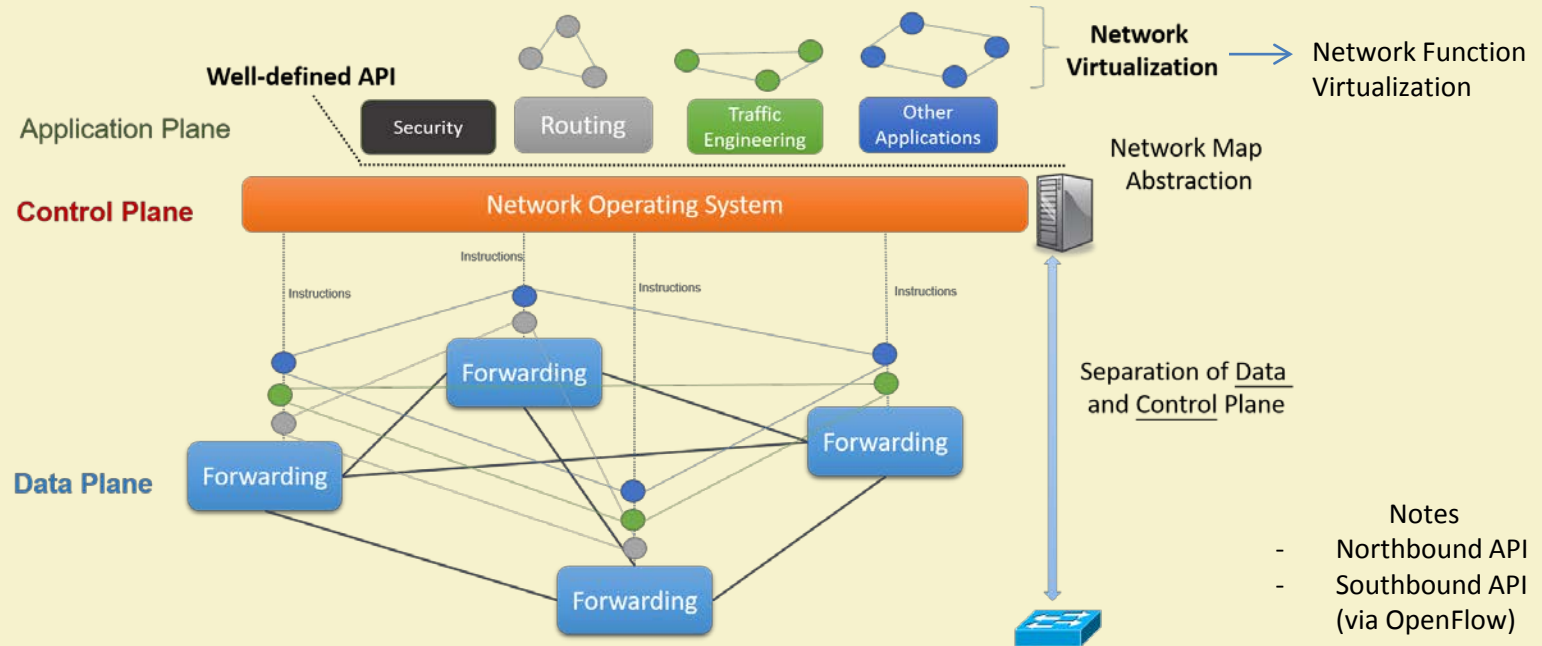 Well-defined API
Network
Virtualization
Network Function
Virtualization
Application Plane
Security
Routing
Traffic
Engineering
Other
Applications
Network Map
Abstraction
Control Plane
Network Operating System
Instructions
Instructions
Instructions
Instructions
Forwarding
Forwarding
Forwarding
Forwarding
Data Plane
Separation of Data
and Control Plane
Notes
- Northbound API
- Southbound API
(via OpenFlow)